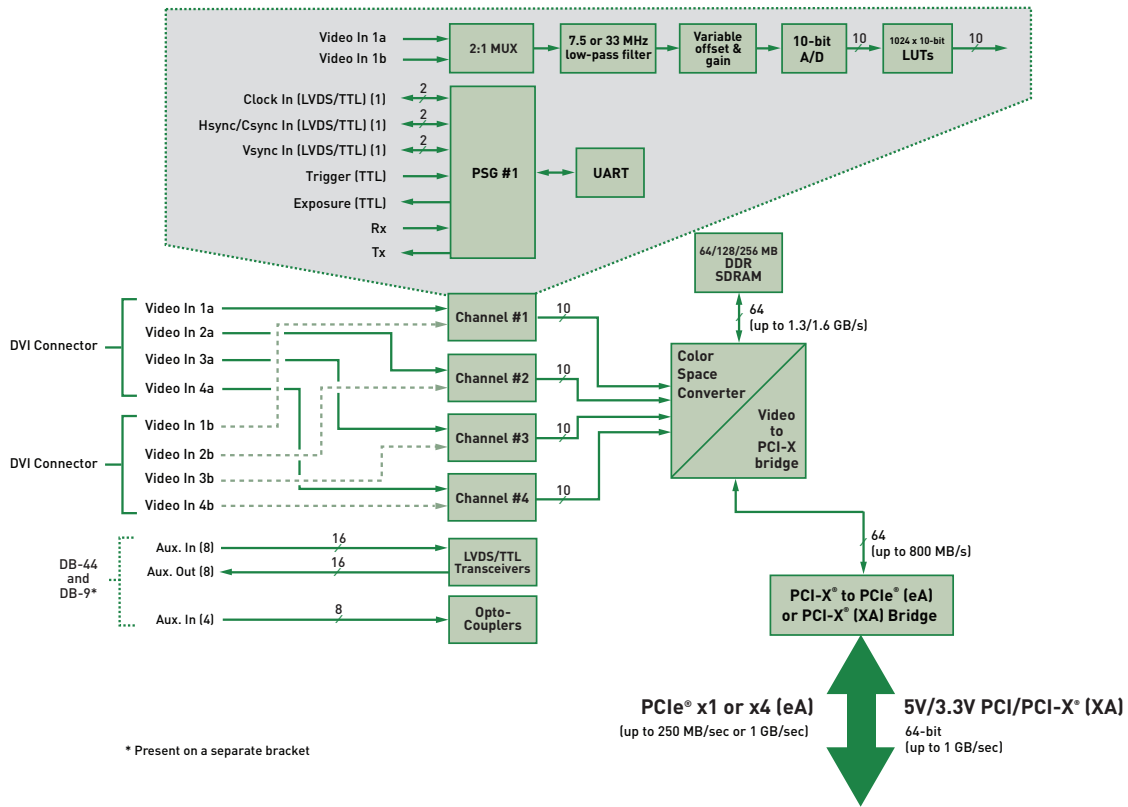 Video In 1a
Video In 1b
2:1 MUX
7.5 or 33 MHz
low-pass filter
Variable
offset &
gain
10-bit
A/D
10
1024 x 10-bit
LUTs
10
Clock In (LVDS/TTL) (1)
2
Hsync/Csync In (LVDS/TTL) (1)
2
Vsync In (LVDS/TTL) (1)
2
Trigger (TTL)
Exposure (TTL)
Rx
Tx
PSG #1
UART
64/128/256 MB
DDR
SDRAM
64
(up to 1.3/1.6 GB/s)
DVI Connector
Video In 1a
Video In 2a
Video In 3a
Video In 4a
DVI Connector
Video In 1b
Video In 2b
Video In 3b
Video In 4b
Channel #1
10
Channel #2
10
Channel #3
10
Channel #4
10
Color
Space
Converter
Video
to
PCI-X
bridge
DB-44
and
DB-9*
Aux. In (8)
16
Aux. Out (8)
16
LVDS/TTL
Transceivers
Aux. In (4)
8
Opto-
Couplers
64
(up to 800 MB/s)
PCI-X® to PCIe® (eA)
or PCI-X® (XA) Bridge
PCIe® x1 or x4 (eA)
(up to 250 MB/sec or 1 GB/sec)
5V/3.3V PCI/PCI-X® (XA)
64-bit
(up to 1 GB/sec)
* Present on a separate bracket